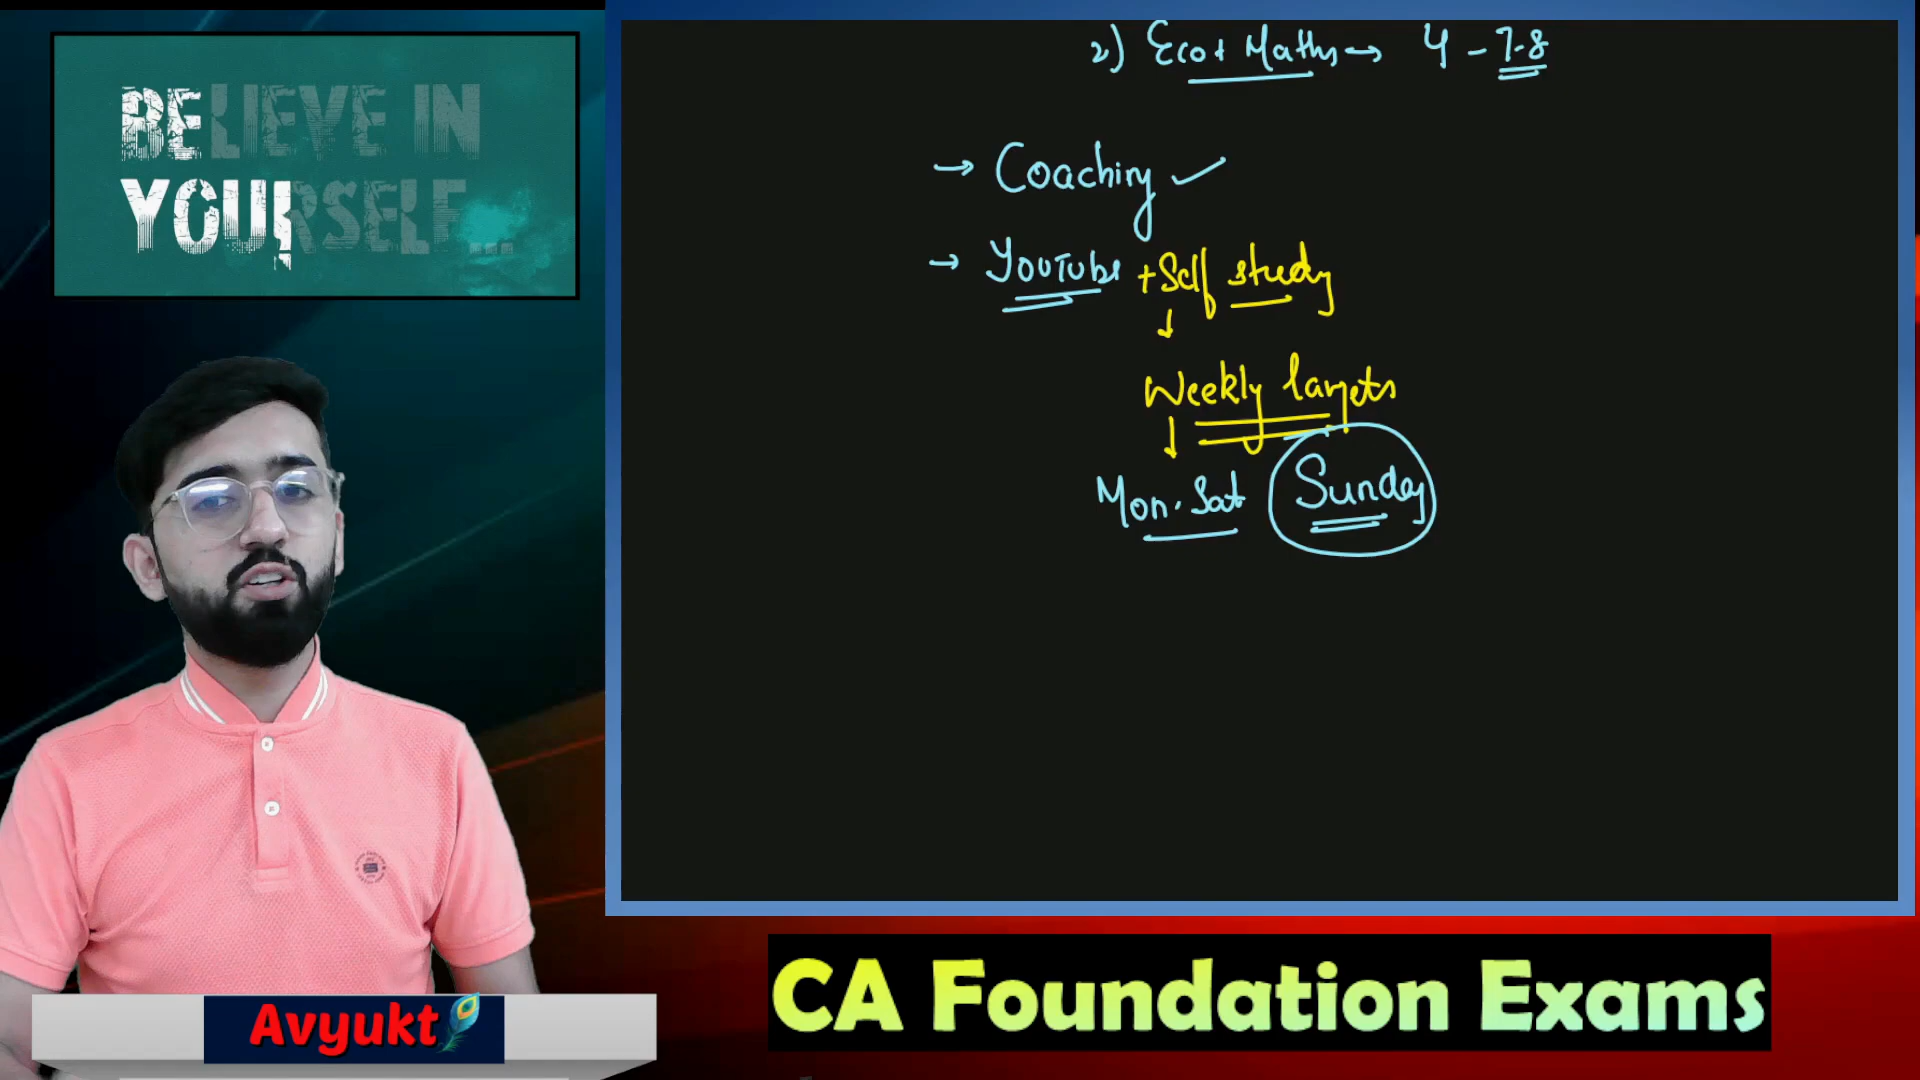 BELIEVE IN
YOURSELF...
2) Eco + Maths → 4 - 7-8
→ Coaching ✓
→ YouTube + Self study
↓
Weekly targets
↓
Mon. Sat Sunday
Avyukt
CA Foundation Exams